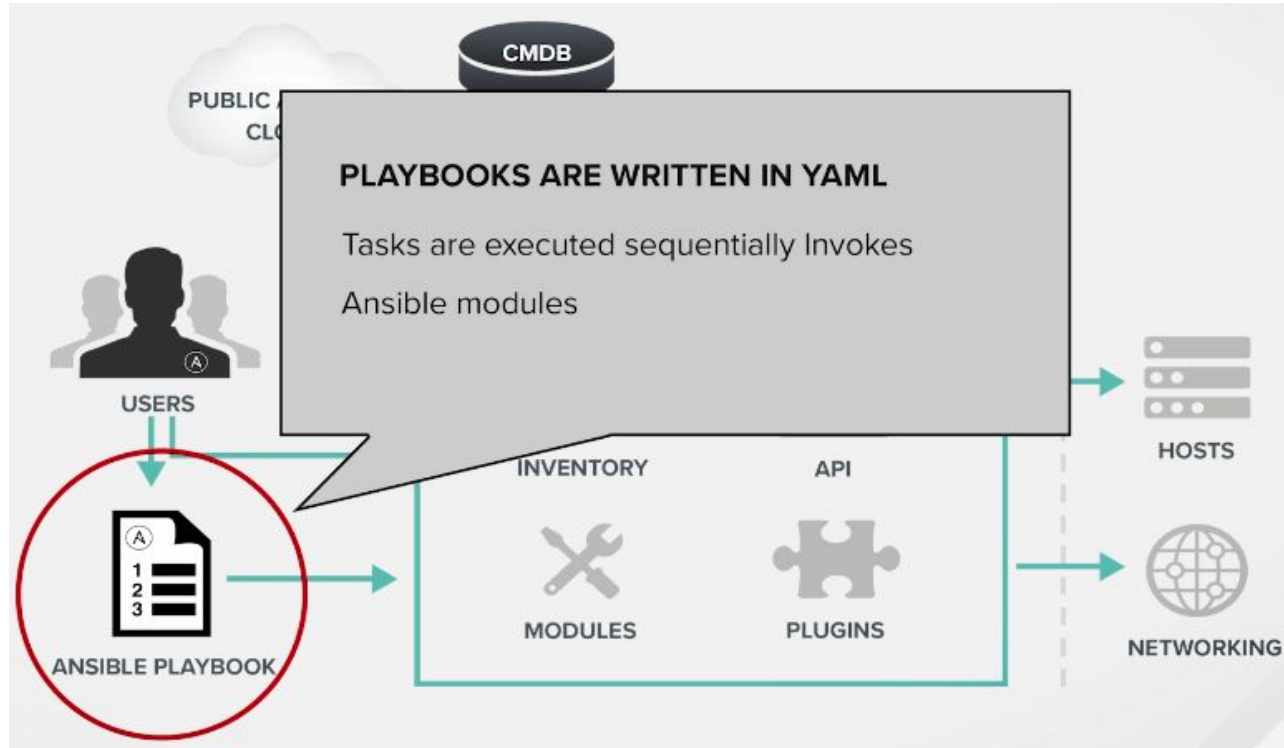 CMDB
PUBLIC
PLAYBOOKS ARE WRITTEN IN YAML
Tasks are executed sequentially Invokes
Ansible modules
A
USERS
HOSTS
INVENTORY
API
A
1
2
3
MODULES
PLUGINS
ANSIBLE PLAYBOOK
NETWORKING